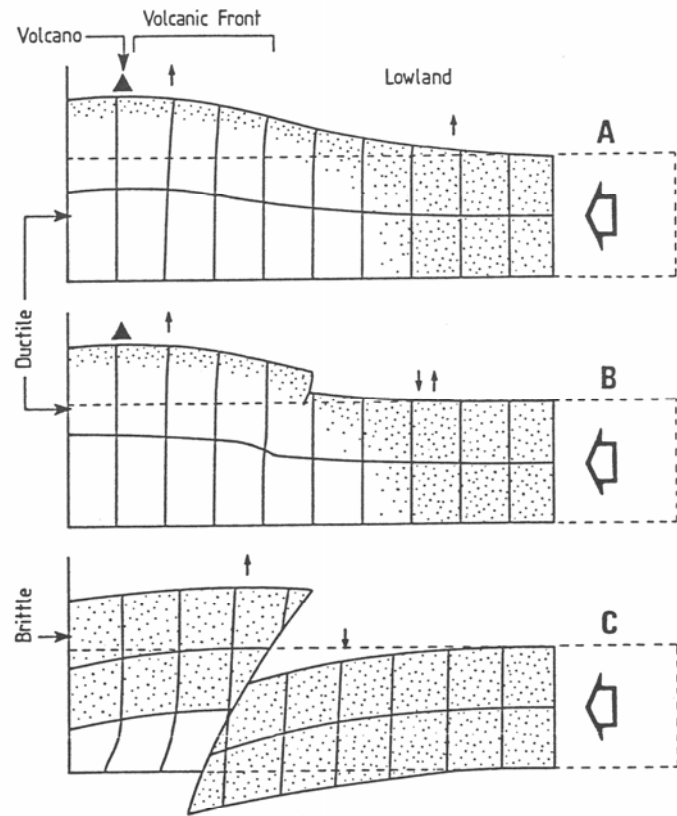 Volcanic Front
Volcano
Lowland
A
Ductile
B
Brittle
C